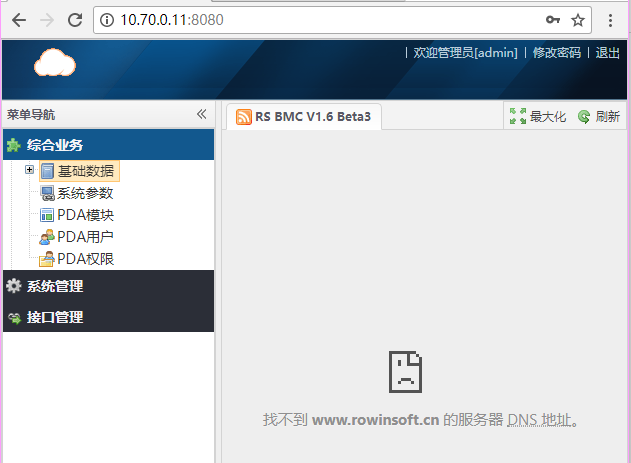 10.70.0.11:8080
| 欢迎管理员[admin] | 修改密码 | 退出
菜单导航
RS BMC V1.6 Beta3
最大化
刷新
综合业务
基础数据
系统参数
PDA模块
PDA用户
PDA权限
系统管理
接口管理
找不到 www.rowinsoft.cn 的服务器 DNS 地址。